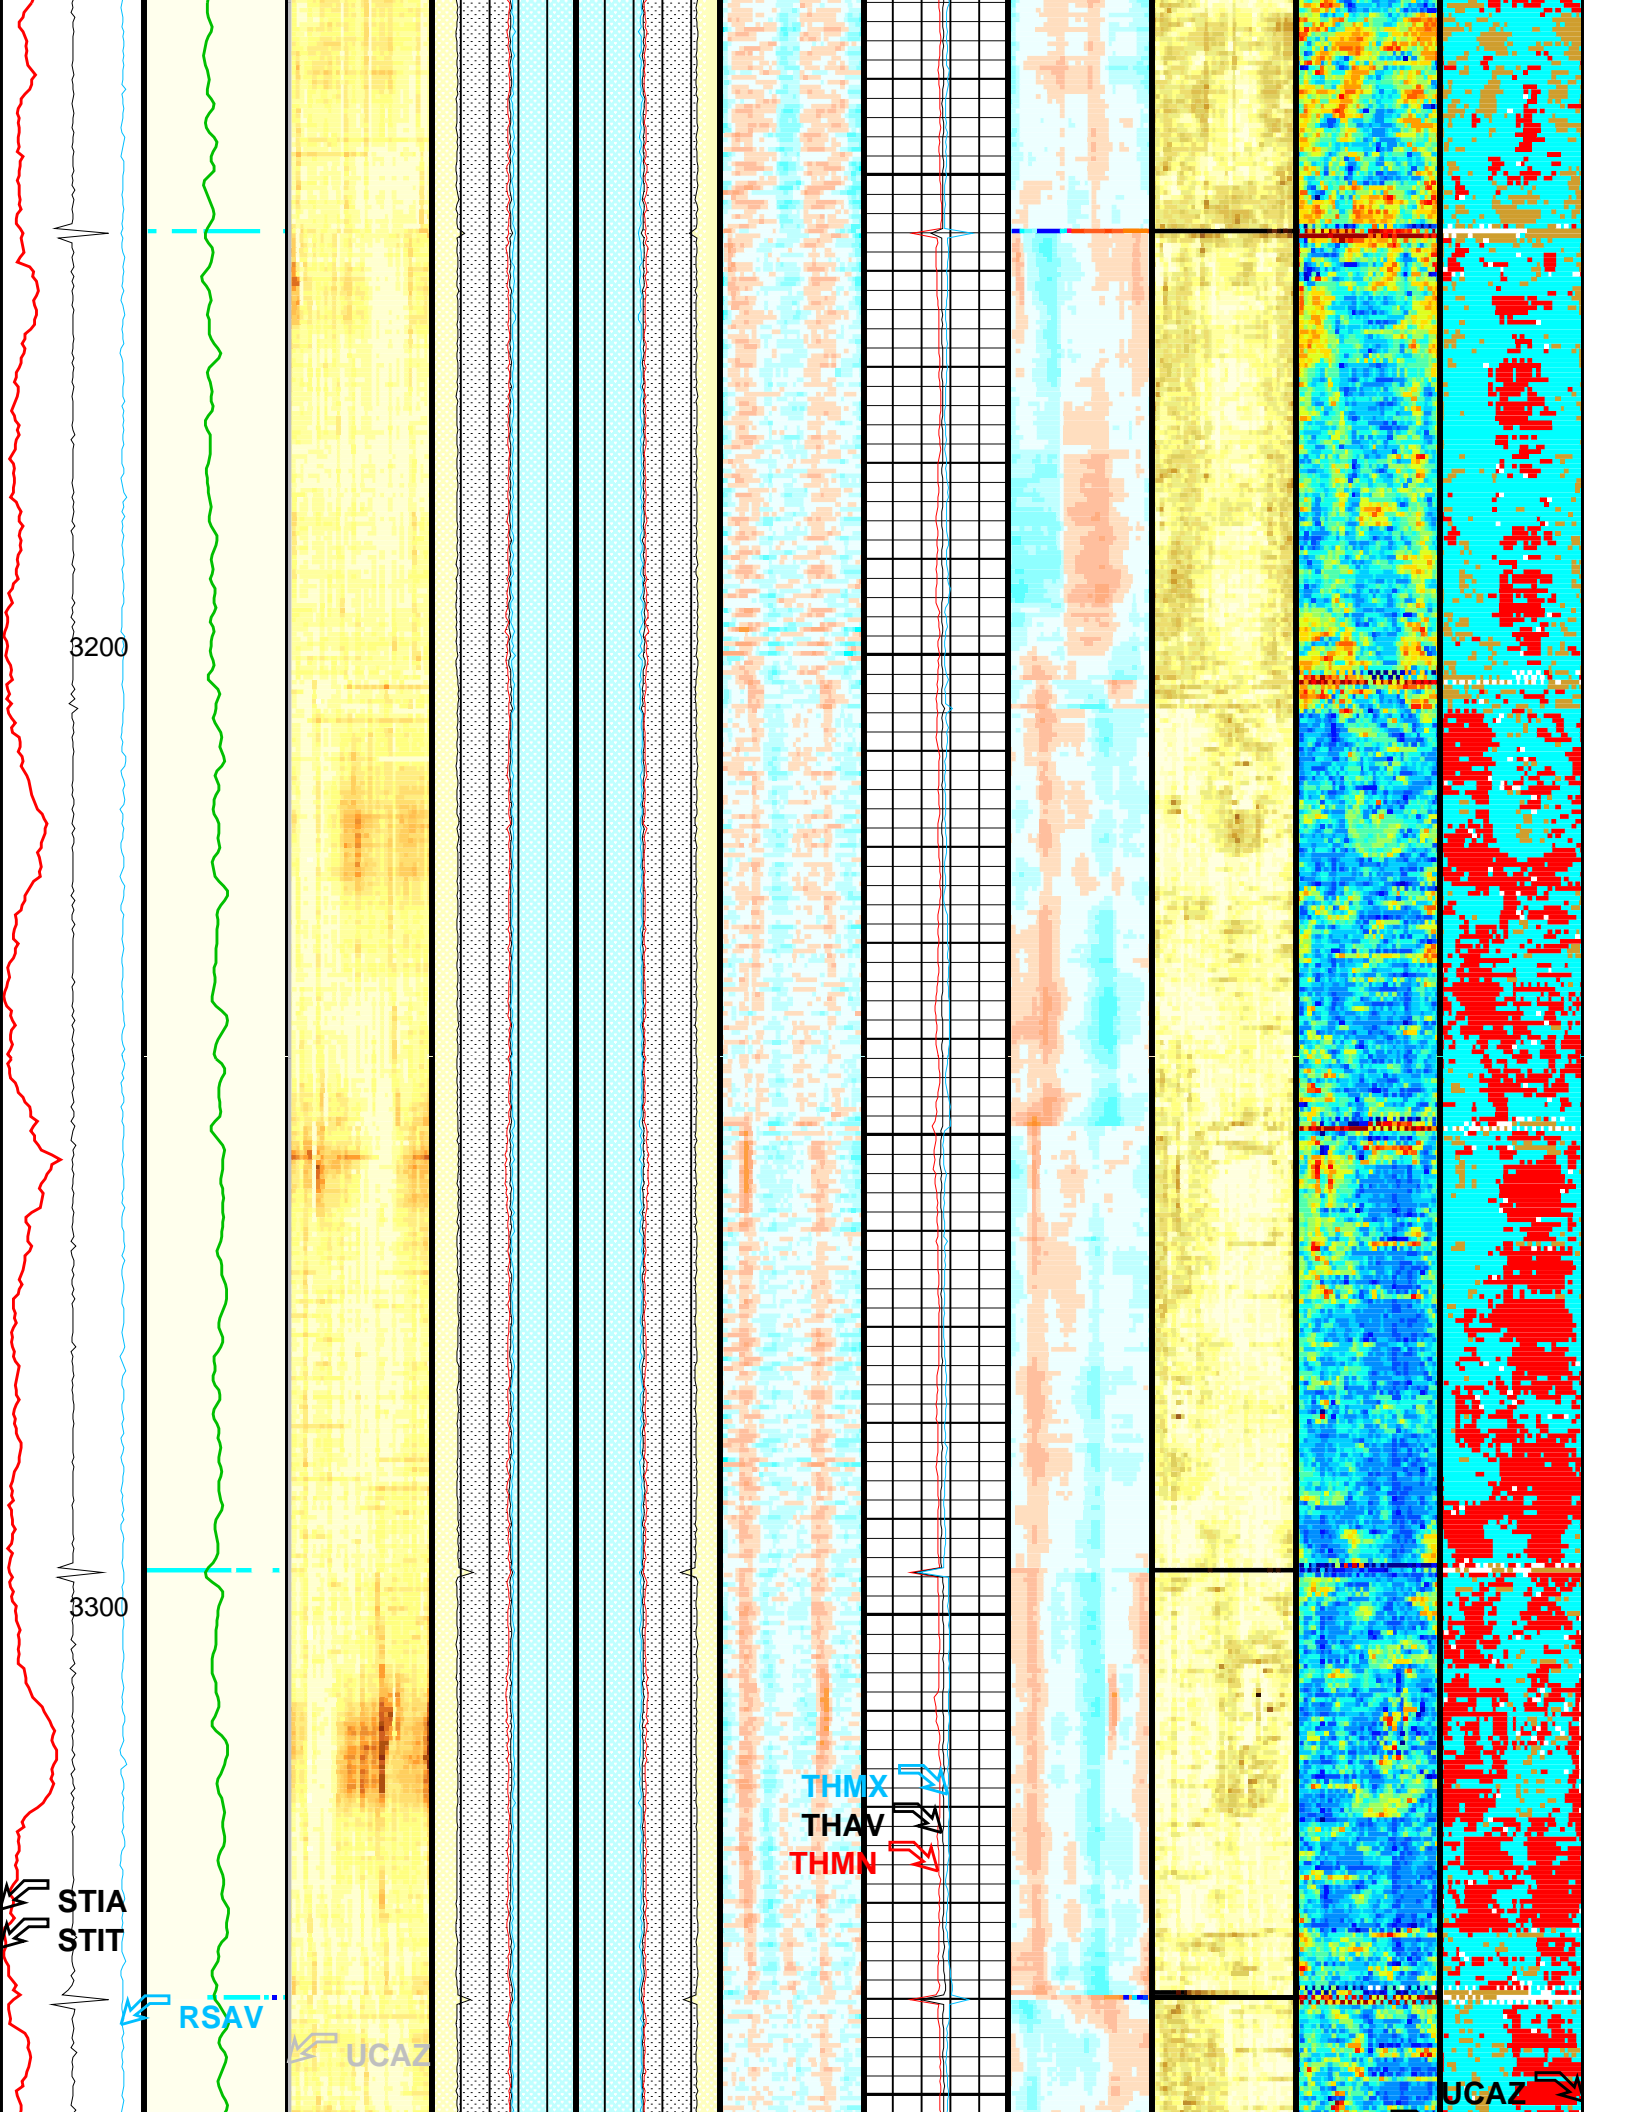 3200
3300
THMX
THAV
THMN
STIA
STIT
RSAV
UCAZ
UCAZ